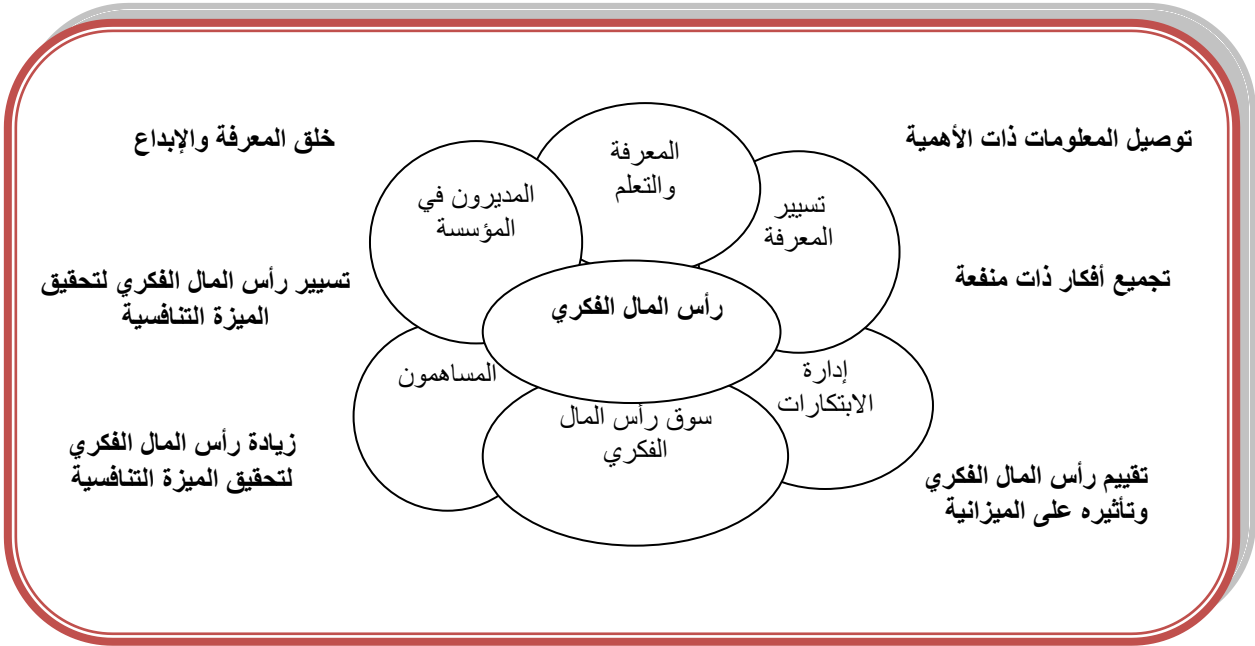 توصيل المعلومات ذات الأهمية
خلق المعرفة والإبداع
المعرفة
والتعلم
المديرون في
المؤسسة
تسيير
المعرفة
تجميع أفكار ذات منفعة
تسيير رأس المال الفكري لتحقيق
الميزة التنافسية
رأس المال الفكري
إدارة
الابتكارات
المساهمون
سوق رأس المال
الفكري
زيادة رأس المال الفكري
لتحقيق الميزة التنافسية
تقييم رأس المال الفكري
وتأثيره على الميزانية